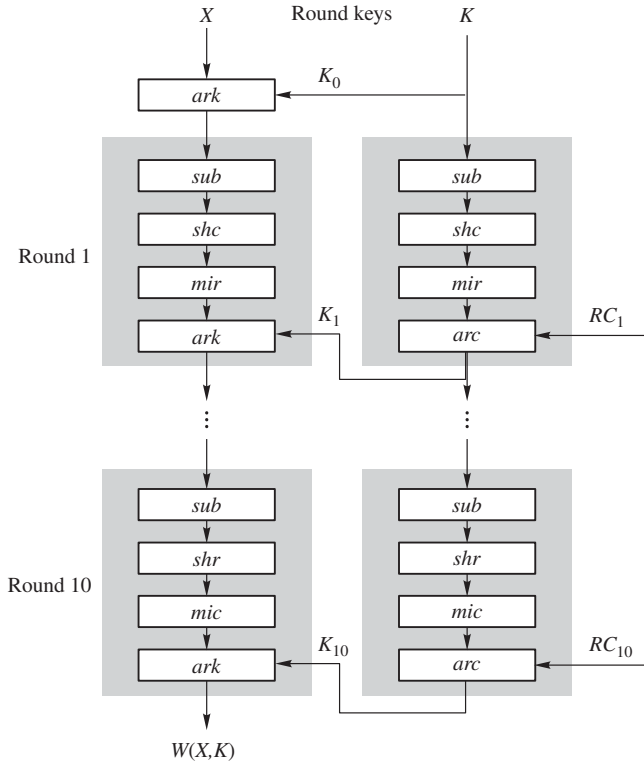 X Round keys K
K0
ark
sub sub
shc shc
Round 1
mir mir
K1 RC1
ark arc
⋮ ⋮
sub sub
shr shr
Round 10
mic mic
K10 RC10
ark arc
W(X,K)